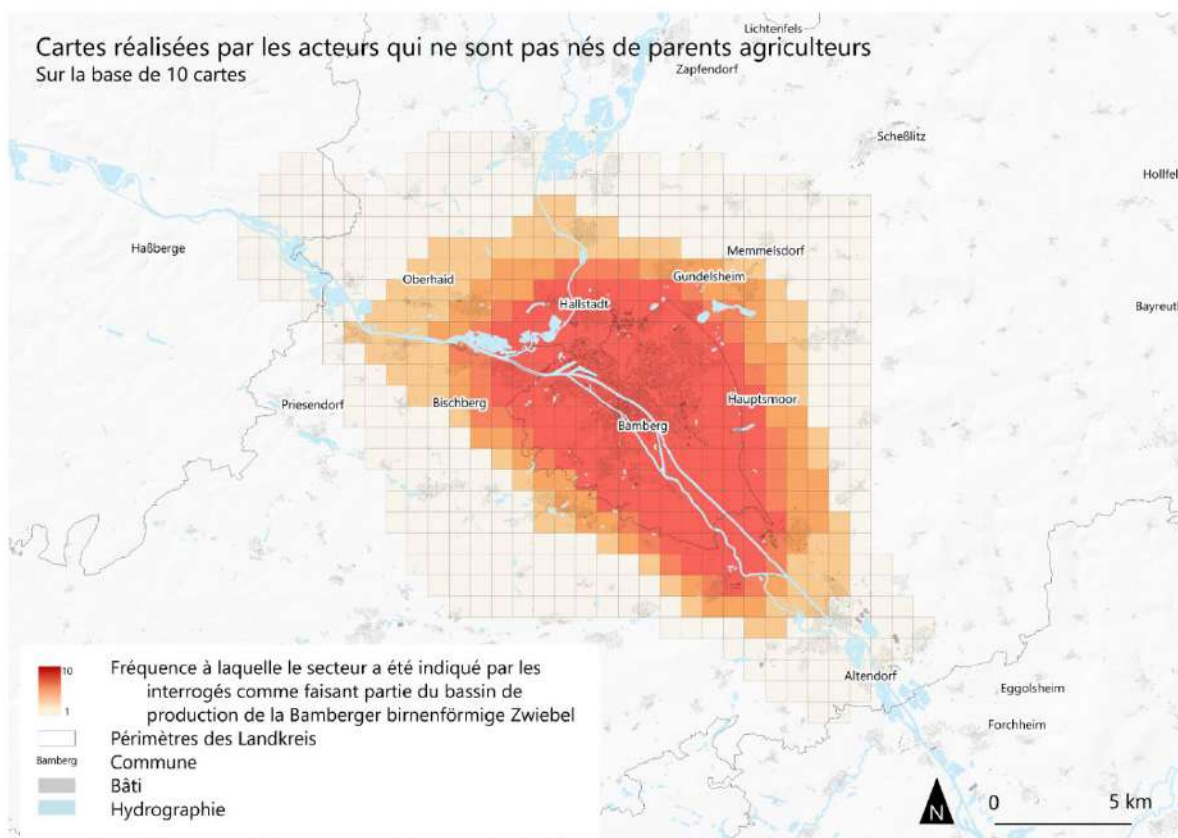 Cartes réalisées par les acteurs qui ne sont pas nés de parents agriculteurs
Sur la base de 10 cartes
Lichtenfels
Zapfendorf
Scheßlitz
Hollfel
Haßberge
Memmelsdorf
Oberhaid
Gundelsheim
Hallstadt
Bayreuth
Priesendorf
Bischberg
Hauptsmoor
Bamberg
Altendorf
Eggolsheim
Forchheim
10
1
Fréquence à laquelle le secteur a été indiqué par les
interrogés comme faisant partie du bassin de
production de la Bamberger birnenförmige Zwiebel
Périmètres des Landkreis
Bamberg Commune
Bâti
Hydrographie
N
0 5 km